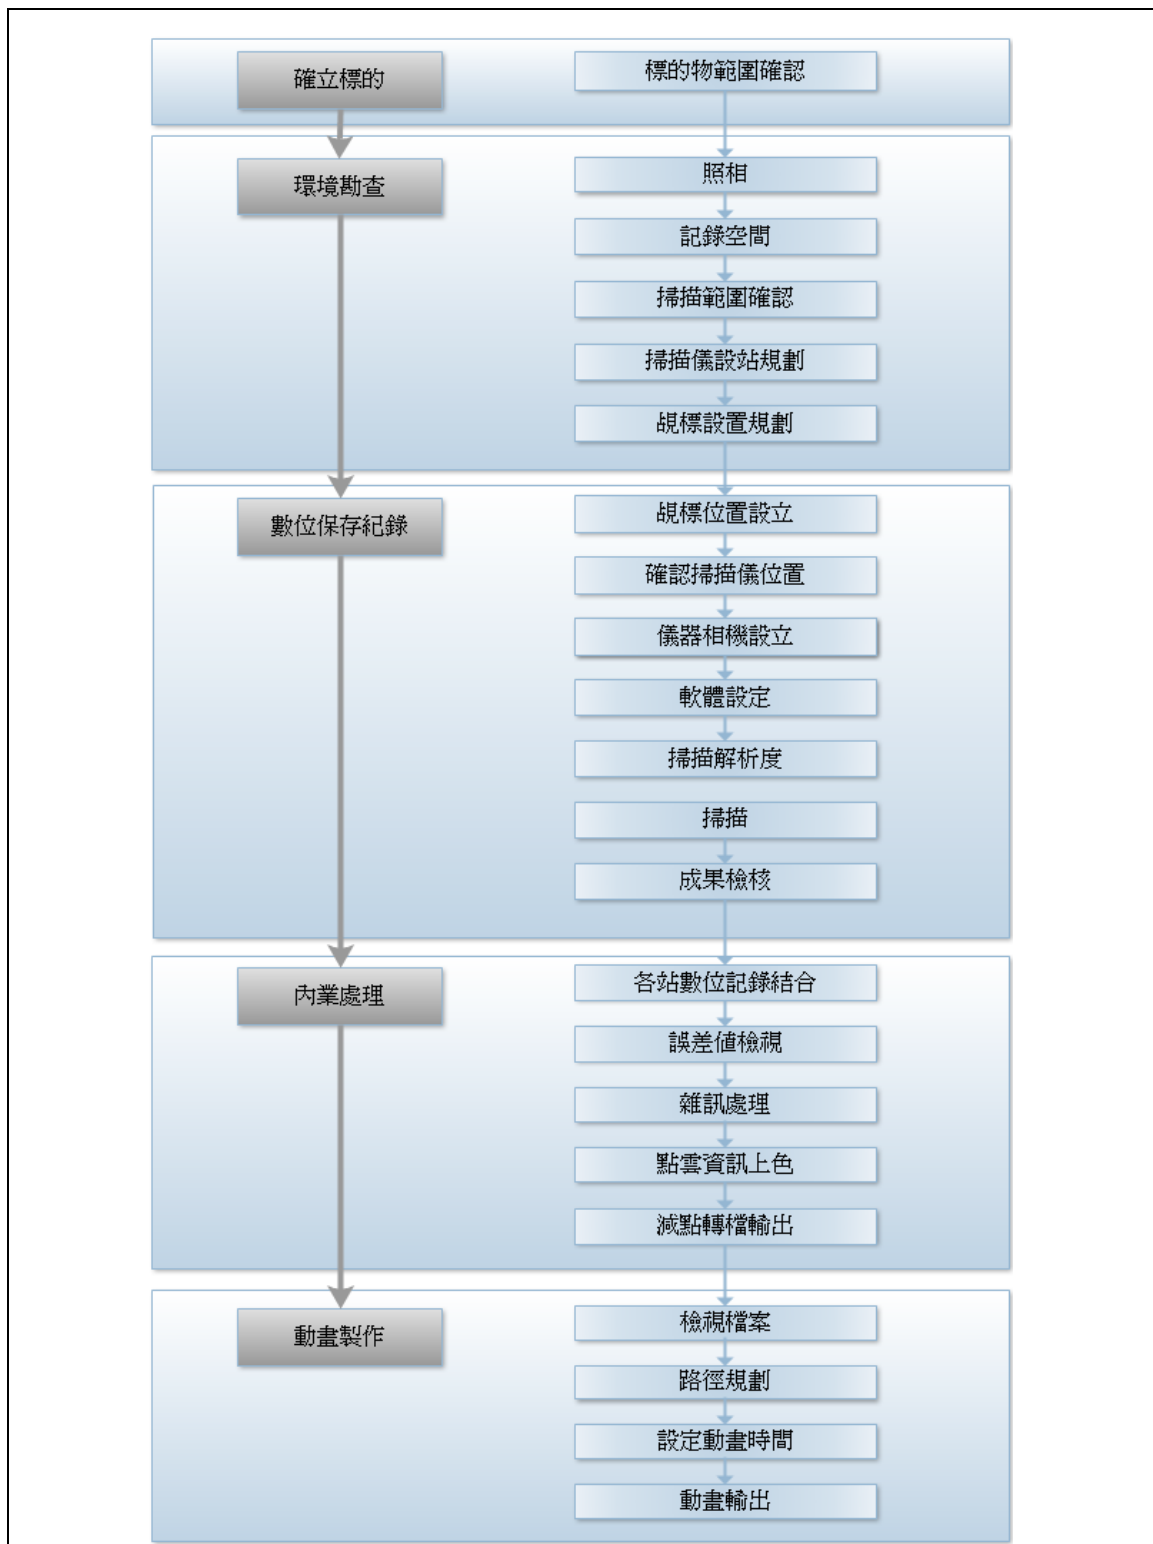 確立標的
標的物範圍確認
環境勘查
照相
記錄空間
掃描範圍確認
掃描儀設站規劃
覘標設置規劃
數位保存紀錄
覘標位置設立
確認掃描儀位置
儀器相機設立
軟體設定
掃描解析度
掃描
成果檢核
內業處理
各站數位記錄結合
誤差值檢視
雜訊處理
點雲資訊上色
減點轉檔輸出
動畫製作
檢視檔案
路徑規劃
設定動畫時間
動畫輸出